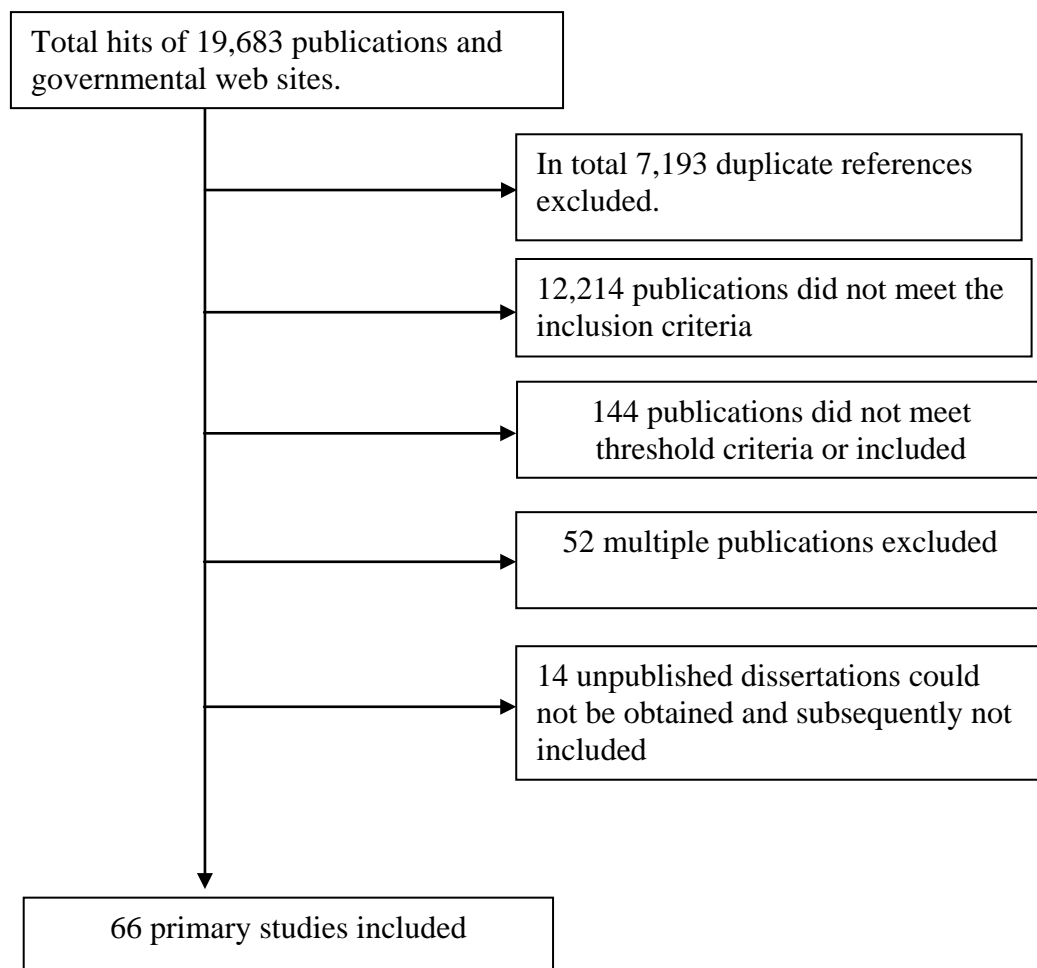 Total hits of 19,683 publications and
governmental web sites.
In total 7,193 duplicate references
excluded.
12,214 publications did not meet the
inclusion criteria
144 publications did not meet
threshold criteria or included
52 multiple publications excluded
14 unpublished dissertations could
not be obtained and subsequently not
included
66 primary studies included